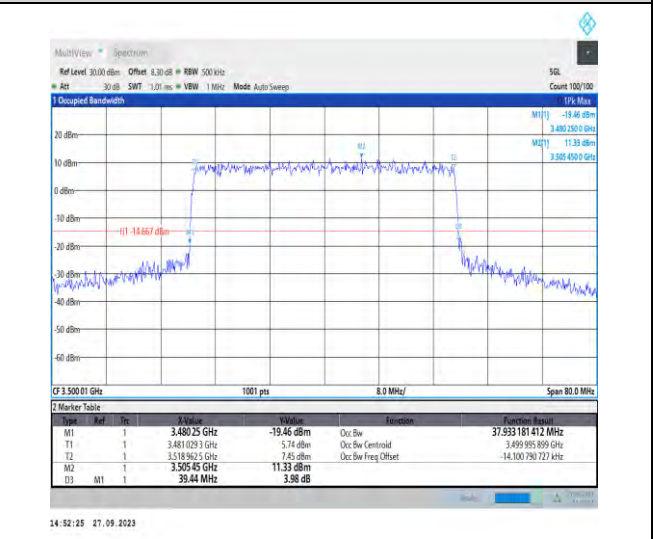 MultiView Spectrum
Ref Level 30.00 dBm Offset 8.30 dB RBW 500 kHz SGL
Att 30 dB SWT 1.01 ms VBW 1 MHz Mode Auto Sweep Count 100/100
1 Occupied Bandwidth 1Pk Max
M1[1] -19.46 dBm
3.480 250 0 GHz
M2[1] 11.33 dBm
3.505 450 0 GHz
20 dBm
M2
T2
10 dBm
0 dBm
-10 dBm
H1 -14.667 dBm
-20 dBm
-30 dBm
-40 dBm
-50 dBm
-60 dBm
CF 3.500 01 GHz 1001 pts 8.0 MHz/ Span 80.0 MHz
2 Marker Table
Type Ref Trc X-Value Y-Value Function Function Result
M1 1 3.480 25 GHz -19.46 dBm Occ Bw 37.933 181 412 MHz
T1 1 3.481 029 3 GHz 5.74 dBm Occ Bw Centroid 3.499 995 899 GHz
T2 1 3.518 962 5 GHz 7.45 dBm Occ Bw Freq Offset -14.100 790 727 kHz
M2 1 3.505 45 GHz 11.33 dBm
D3 M1 1 39.44 MHz 3.98 dB
14:52:25 27.09.2023